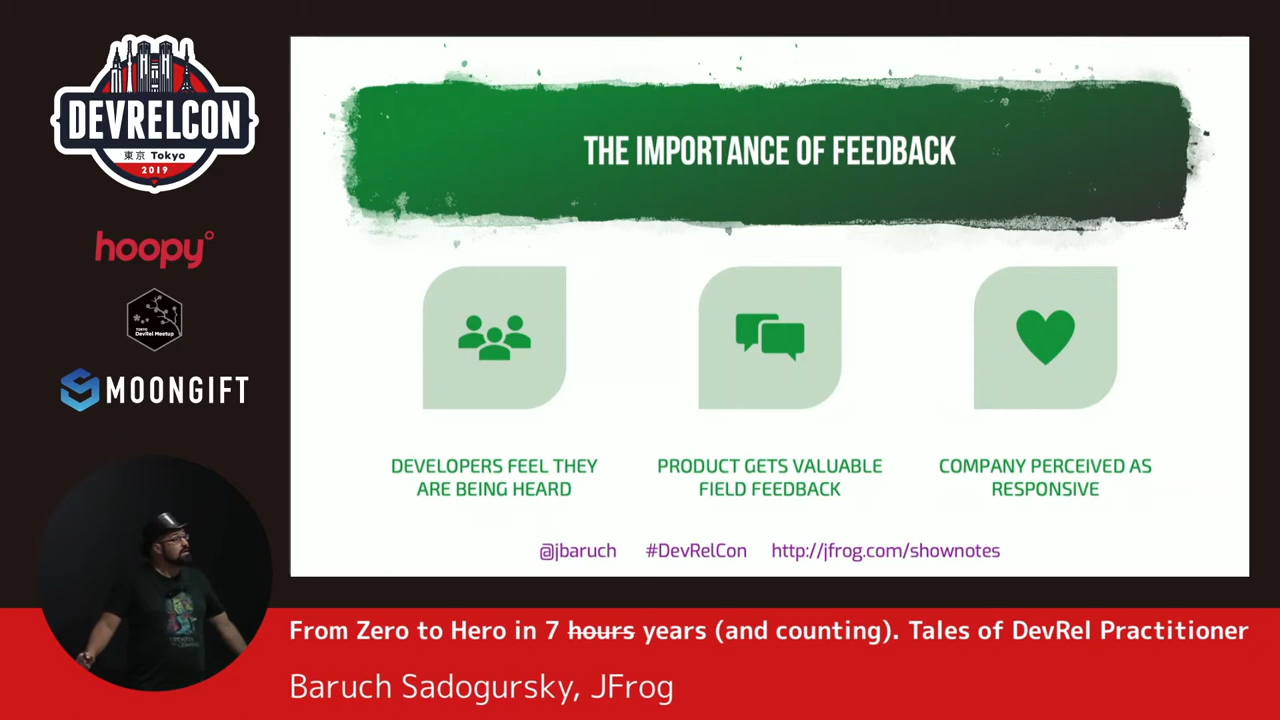 DEVRELCON
東京 Tokyo
2019
hoopy°
TOKYO
DevRel Meetup
MOONGIFT
THE IMPORTANCE OF FEEDBACK
DEVELOPERS FEEL THEY
ARE BEING HEARD
PRODUCT GETS VALUABLE
FIELD FEEDBACK
COMPANY PERCEIVED AS
RESPONSIVE
@jbaruch #DevRelCon http://jfrog.com/shownotes
From Zero to Hero in 7 hours years (and counting). Tales of DevRel Practitioner
Baruch Sadogursky, JFrog